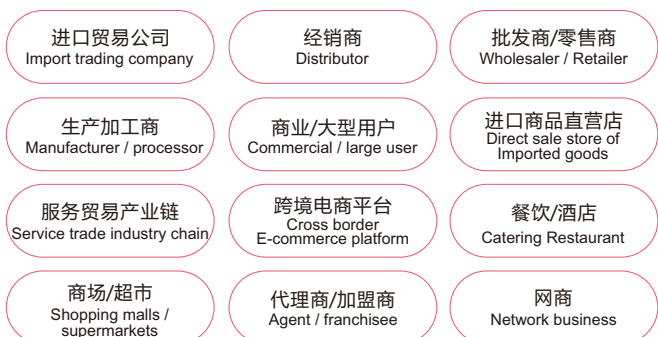 进口贸易公司
Import trading company
经销商
Distributor
批发商/零售商
Wholesaler / Retailer
生产加工商
Manufacturer / processor
商业/大型用户
Commercial / large user
进口商品直营店
Direct sale store of
Imported goods
服务贸易产业链
Service trade industry chain
跨境电商平台
Cross border
E-commerce platform
餐饮/酒店
Catering Restaurant
商场/超市
Shopping malls /
supermarkets
代理商/加盟商
Agent / franchisee
网商
Network business